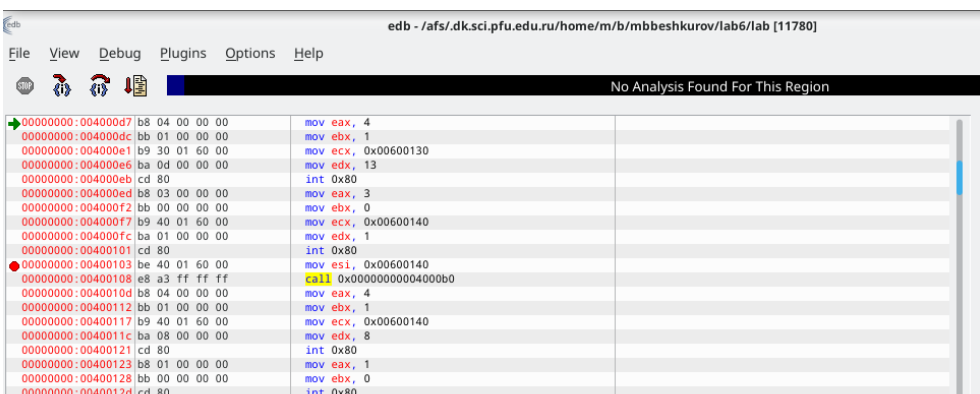 edb
edb - /afs/.dk.sci.pfu.edu.ru/home/m/b/mbbeshkurov/lab6/lab [11780]
File View Debug Plugins Options Help
STOP
No Analysis Found For This Region
00000000:004000d7 b8 04 00 00 00 mov eax, 4
00000000:004000dc bb 01 00 00 00 mov ebx, 1
00000000:004000e1 b9 30 01 60 00 mov ecx, 0x00600130
00000000:004000e6 ba 0d 00 00 00 mov edx, 13
00000000:004000eb cd 80 int 0x80
00000000:004000ed b8 03 00 00 00 mov eax, 3
00000000:004000f2 bb 00 00 00 00 mov ebx, 0
00000000:004000f7 b9 40 01 60 00 mov ecx, 0x00600140
00000000:004000fc ba 01 00 00 00 mov edx, 1
00000000:00400101 cd 80 int 0x80
00000000:00400103 be 40 01 60 00 mov esi, 0x00600140
00000000:00400108 e8 a3 ff ff ff call 0x00000000004000b0
00000000:0040010d b8 04 00 00 00 mov eax, 4
00000000:00400112 bb 01 00 00 00 mov ebx, 1
00000000:00400117 b9 40 01 60 00 mov ecx, 0x00600140
00000000:0040011c ba 08 00 00 00 mov edx, 8
00000000:00400121 cd 80 int 0x80
00000000:00400123 b8 01 00 00 00 mov eax, 1
00000000:00400128 bb 00 00 00 00 mov ebx, 0
00000000:0040012d cd 80 int 0x80